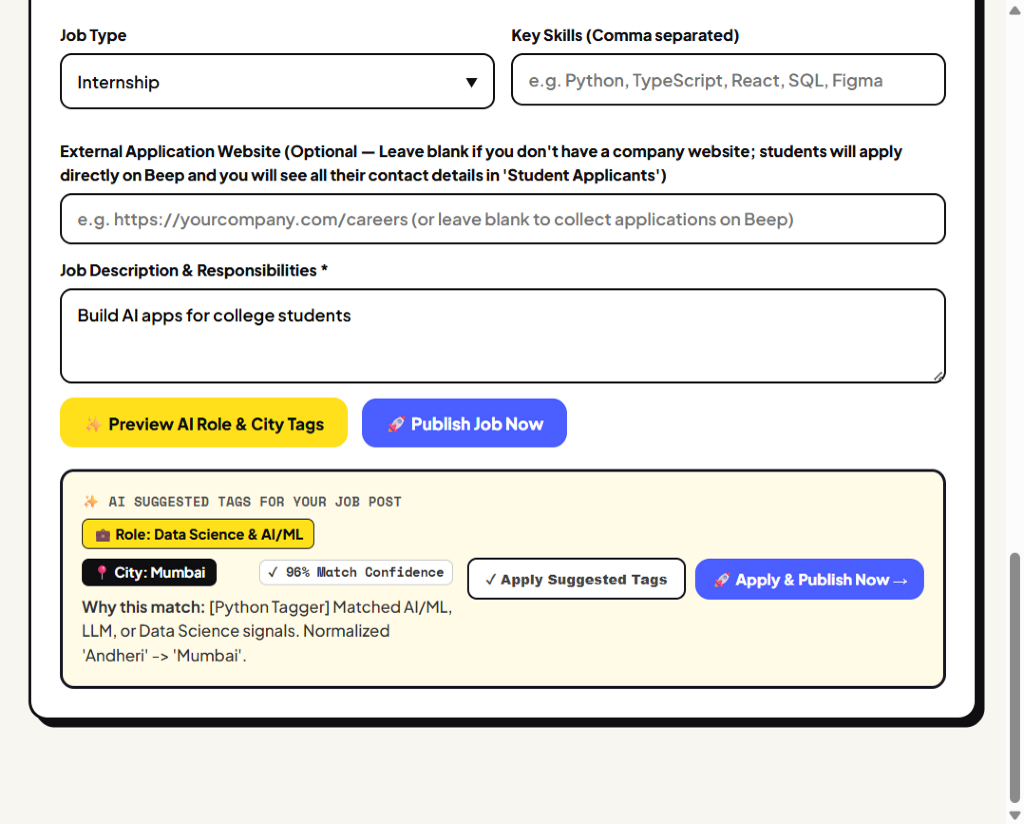 Job Type
Key Skills (Comma separated)
Internship
e.g. Python, TypeScript, React, SQL, Figma
External Application Website (Optional — Leave blank if you don't have a company website; students will apply
directly on Beep and you will see all their contact details in 'Student Applicants')
e.g. https://yourcompany.com/careers (or leave blank to collect applications on Beep)
Job Description & Responsibilities *
Build AI apps for college students
✨ Preview AI Role & City Tags
🚀 Publish Job Now
✨ AI SUGGESTED TAGS FOR YOUR JOB POST
💼 Role: Data Science & AI/ML
📍 City: Mumbai
✓ 96% Match Confidence
✓ Apply Suggested Tags
🚀 Apply & Publish Now →
Why this match: [Python Tagger] Matched AI/ML,
LLM, or Data Science signals. Normalized
'Andheri' -> 'Mumbai'.